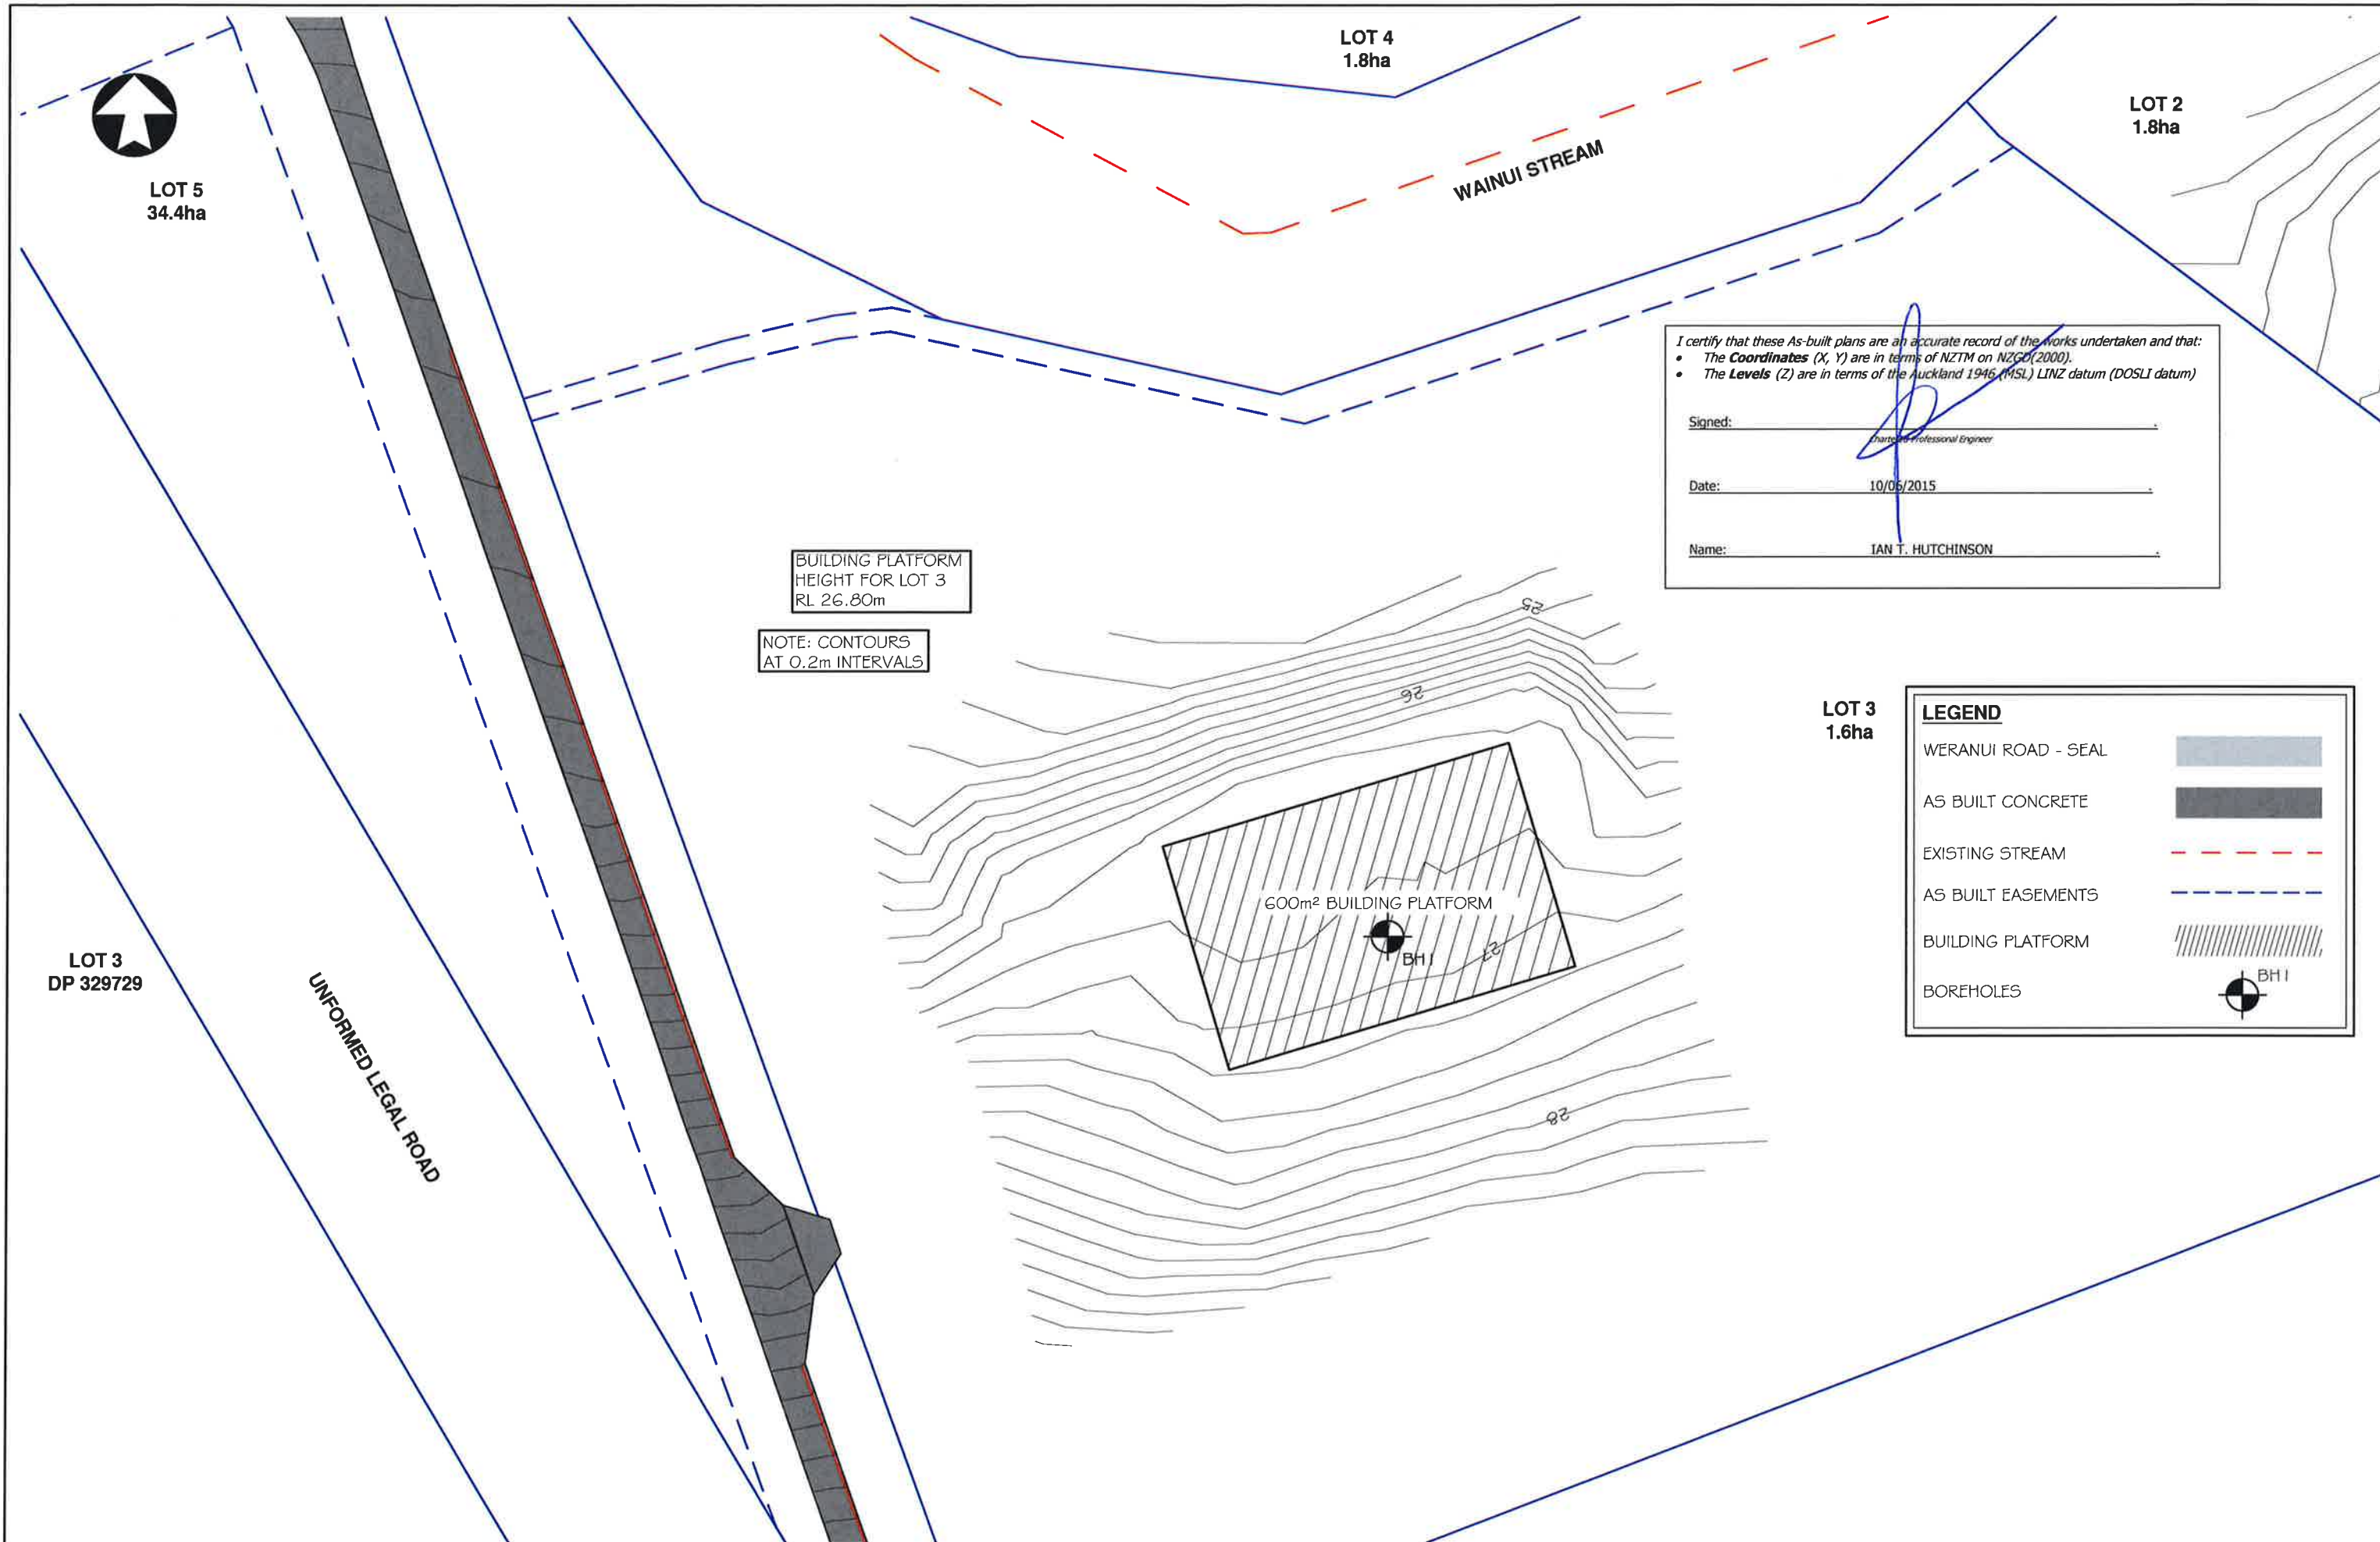 LOT 4
1.8ha
LOT 2
1.8ha
LOT 5
34.4ha
WAINUI STREAM
I certify that these As-built plans are an accurate record of the works undertaken and that:
• The Coordinates (X, Y) are in terms of NZTM on NZGD(2000).
• The Levels (Z) are in terms of the Auckland 1946 (MSL) LINZ datum (DOSLI datum)
Signed:
Chartered Professional Engineer
Date: 10/06/2015
Name: IAN T. HUTCHINSON
BUILDING PLATFORM
HEIGHT FOR LOT 3
RL 26.80m
NOTE: CONTOURS
AT 0.2m INTERVALS
25
26
LOT 3
1.6ha
LEGEND
WERANUI ROAD - SEAL
AS BUILT CONCRETE
EXISTING STREAM
AS BUILT EASEMENTS
BUILDING PLATFORM
BOREHOLES
BH1
600m² BUILDING PLATFORM
BH1
27
28
LOT 3
DP 329729
UNFORMED LEGAL ROAD